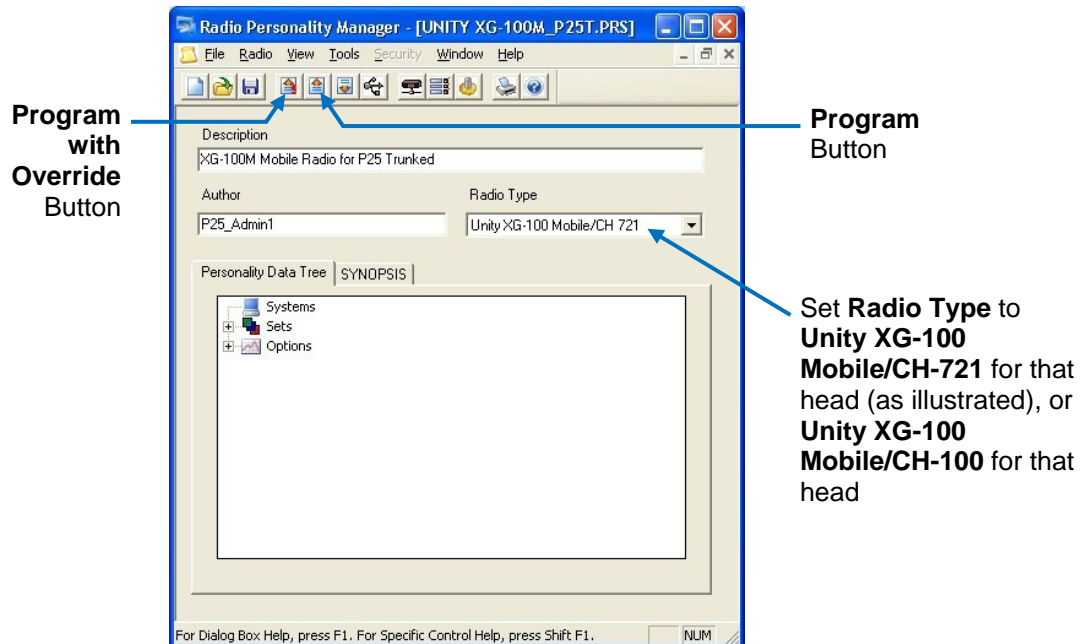 Radio Personality Manager - [UNITY XG-100M_P25T.PRS]
File Radio View Tools Security Window Help
Program
with
Override
Button
Program
Button
Description
XG-100M Mobile Radio for P25 Trunked
Author
Radio Type
P25_Admin1
Unity XG-100 Mobile/CH 721
Personality Data Tree
SYNOPSIS
Systems
Sets
Options
Set Radio Type to
Unity XG-100
Mobile/CH-721 for that
head (as illustrated), or
Unity XG-100
Mobile/CH-100 for that
head
For Dialog Box Help, press F1. For Specific Control Help, press Shift F1.
NUM